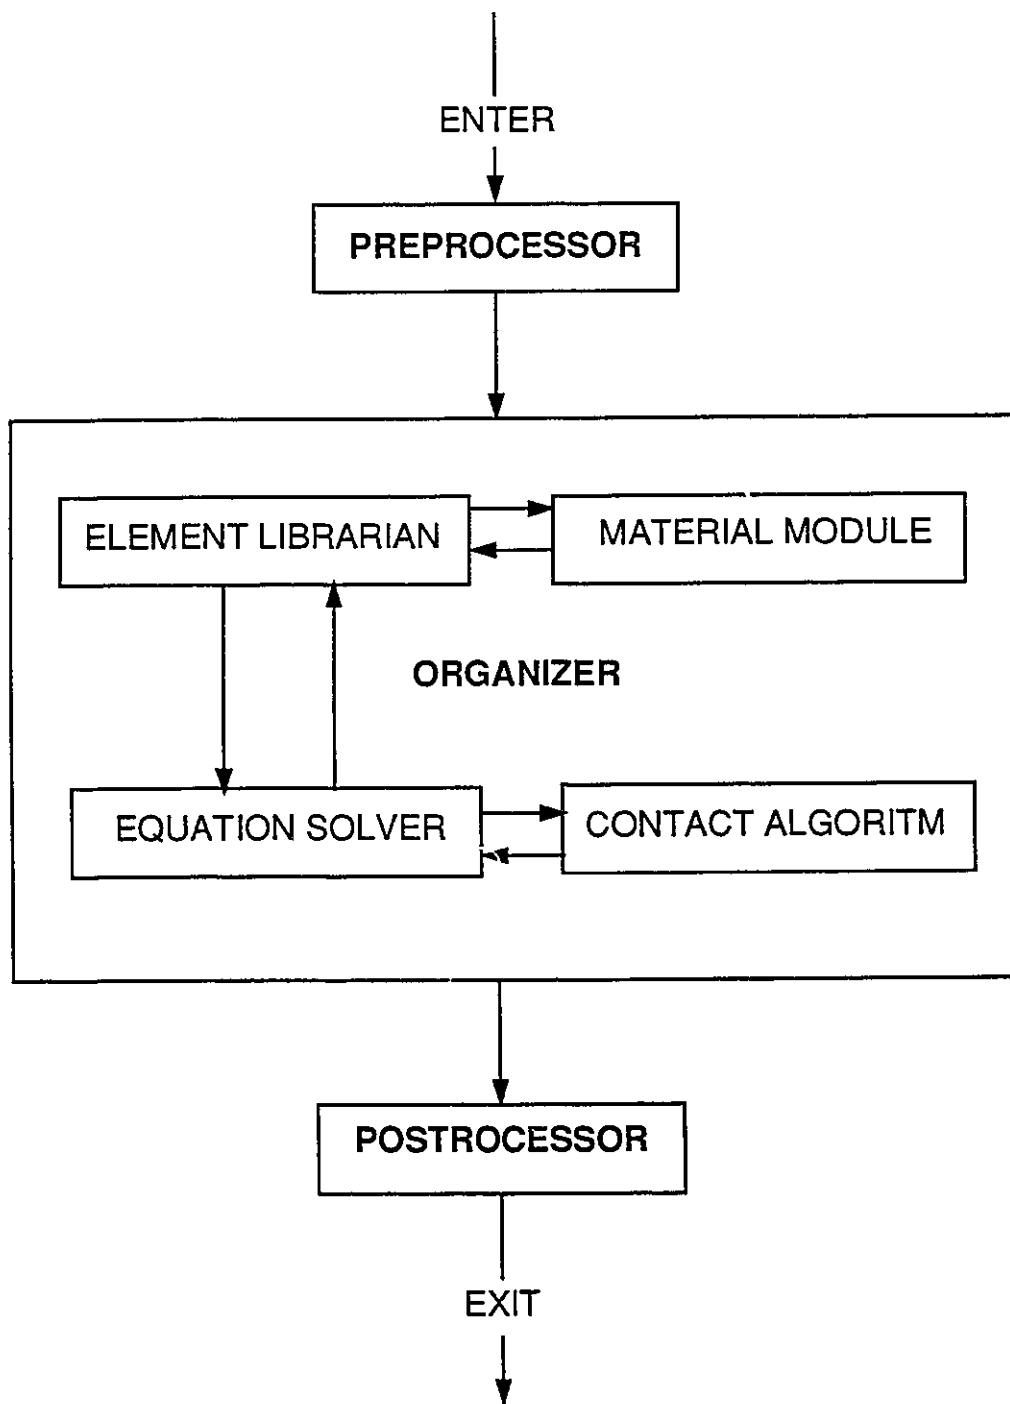 ENTER
PREPROCESSOR
ELEMENT LIBRARIAN
MATERIAL MODULE
ORGANIZER
EQUATION SOLVER
CONTACT ALGORITM
POSTROCESSOR
EXIT